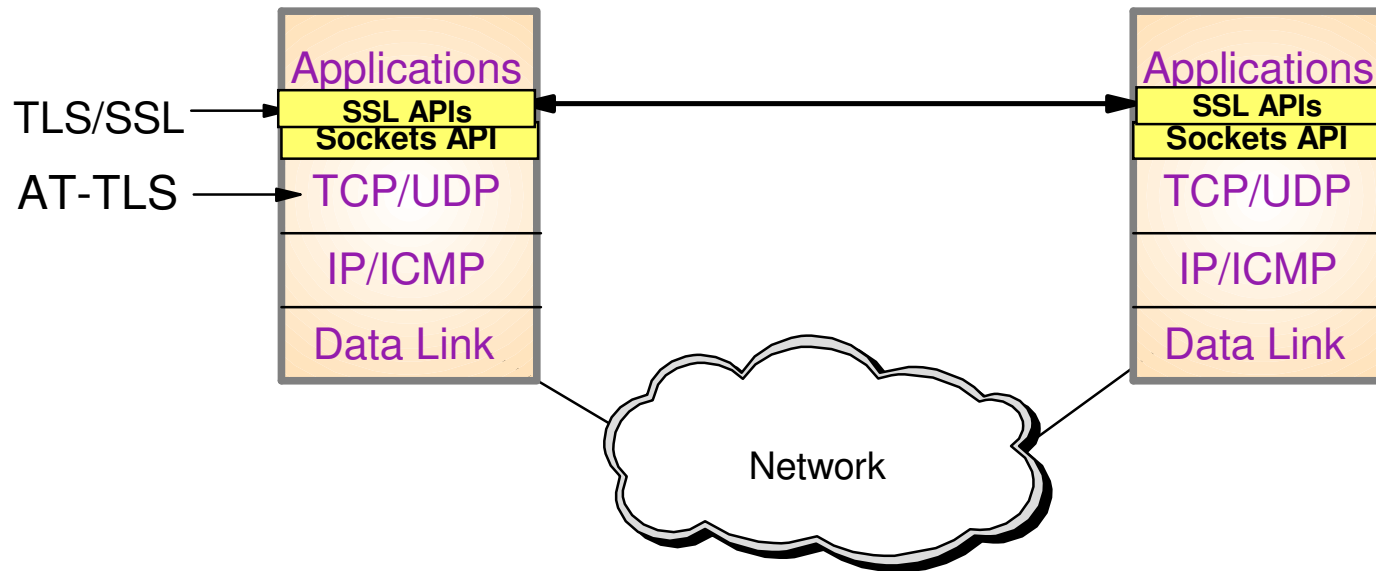 Applications
TLS/SSL
SSL APIs
Sockets API
AT-TLS
TCP/UDP
IP/ICMP
Data Link
Applications
SSL APIs
Sockets API
TCP/UDP
IP/ICMP
Data Link
Network